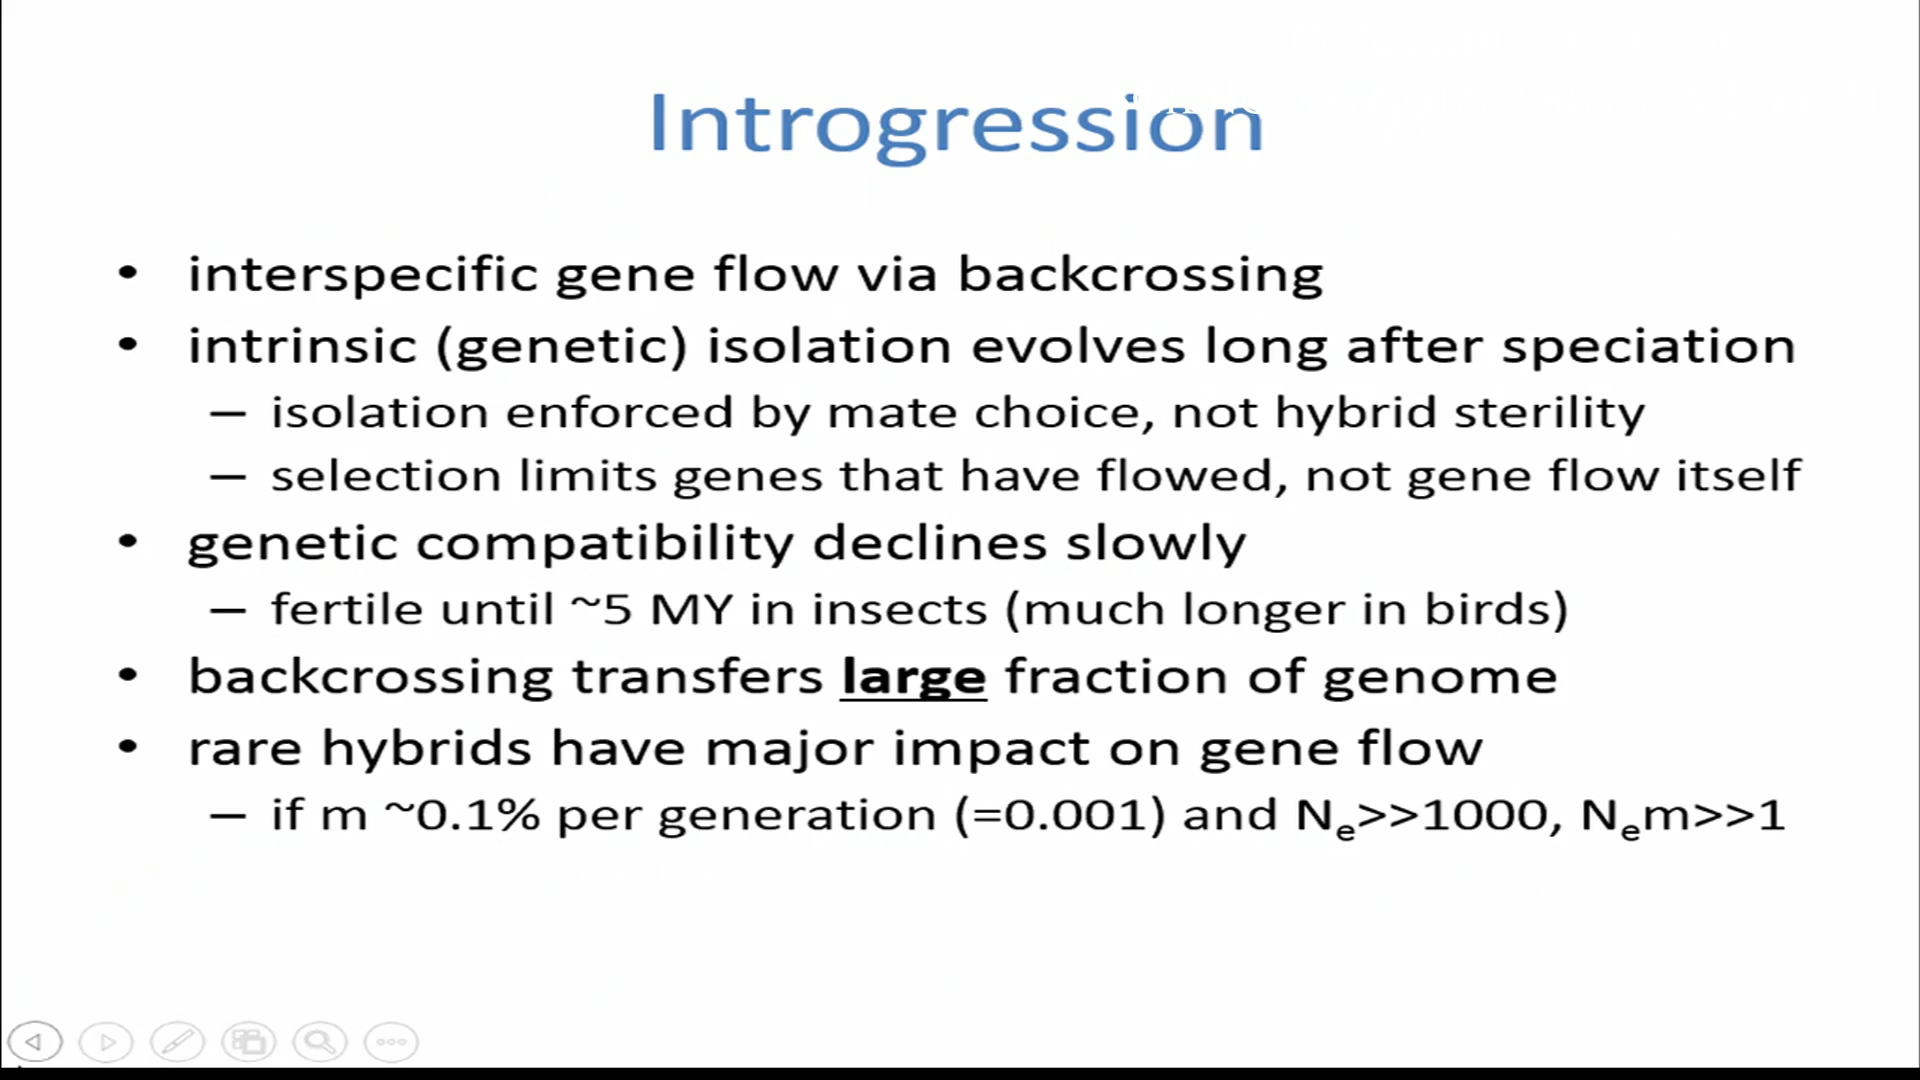 Introgression
• interspecific gene flow via backcrossing
• intrinsic (genetic) isolation evolves long after speciation
– isolation enforced by mate choice, not hybrid sterility
– selection limits genes that have flowed, not gene flow itself
• genetic compatibility declines slowly
– fertile until ~5 MY in insects (much longer in birds)
• backcrossing transfers large fraction of genome
• rare hybrids have major impact on gene flow
– if m ~0.1% per generation (=0.001) and Ne>>1000, Nem>>1